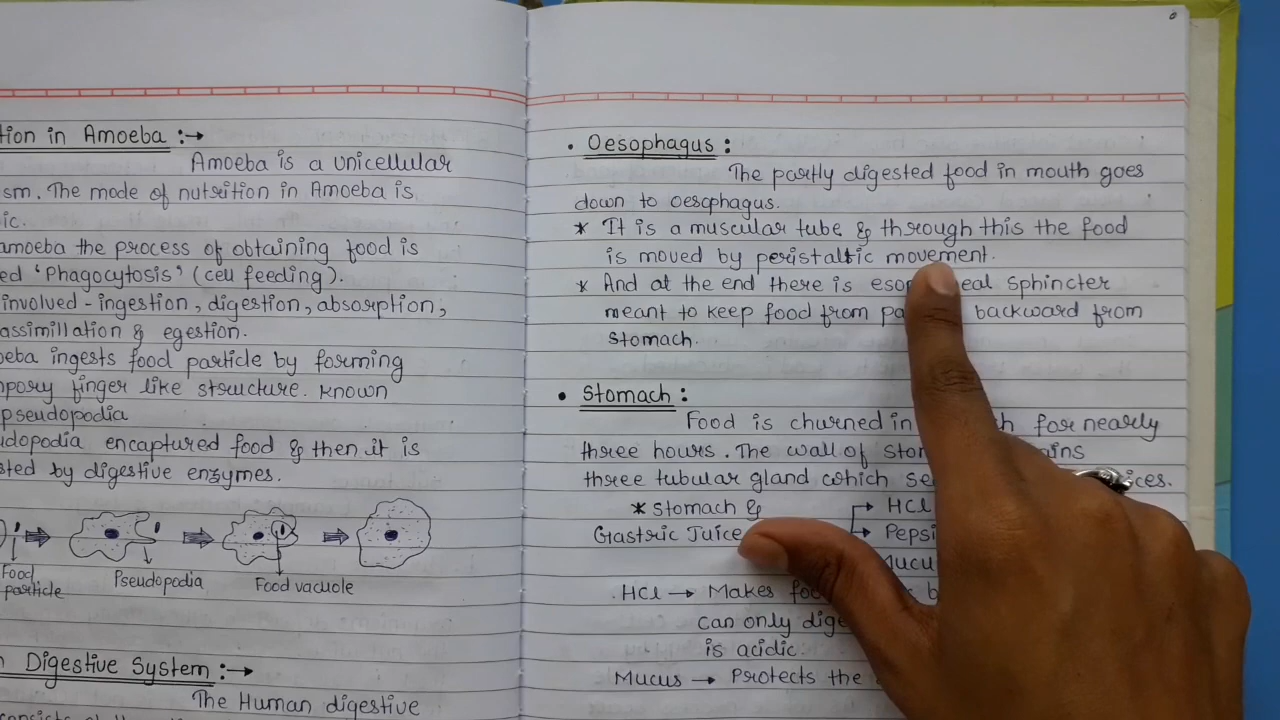 tion in Amoeba :→
Amoeba is a unicellular
sm. The mode of nutrition in Amoeba is
ic.
amoeba the process of obtaining food is
ed 'Phagocytosis' (cell feeding).
involved - ingestion, digestion, absorption,
assimillation & egestion.
oeba ingests food particle by forming
pory finger like structure. known
pseudopodia
udopodia encaptured food & then it is
sted by digestive enzymes.
Food
particle
Pseudopodia
Food vacuole
n Digestive System :→
The Human digestive
• Oesophagus :
The partly digested food in mouth goes
down to oesophagus.
* It is a muscular tube & through this the food
is moved by peristaltic movement.
* And at the end there is eso eal sphincter
meant to keep food from pa backward from
stomach.
• Stomach :
Food is churned in h for nearly
three hours. The wall of sto ains
three tubular gland which se ices.
* Stomach &
Gastric Juice → HCl
→ Pepsi
Mucu
HCl → Makes foo
can only dige
is acidic.
Mucus → Protects the